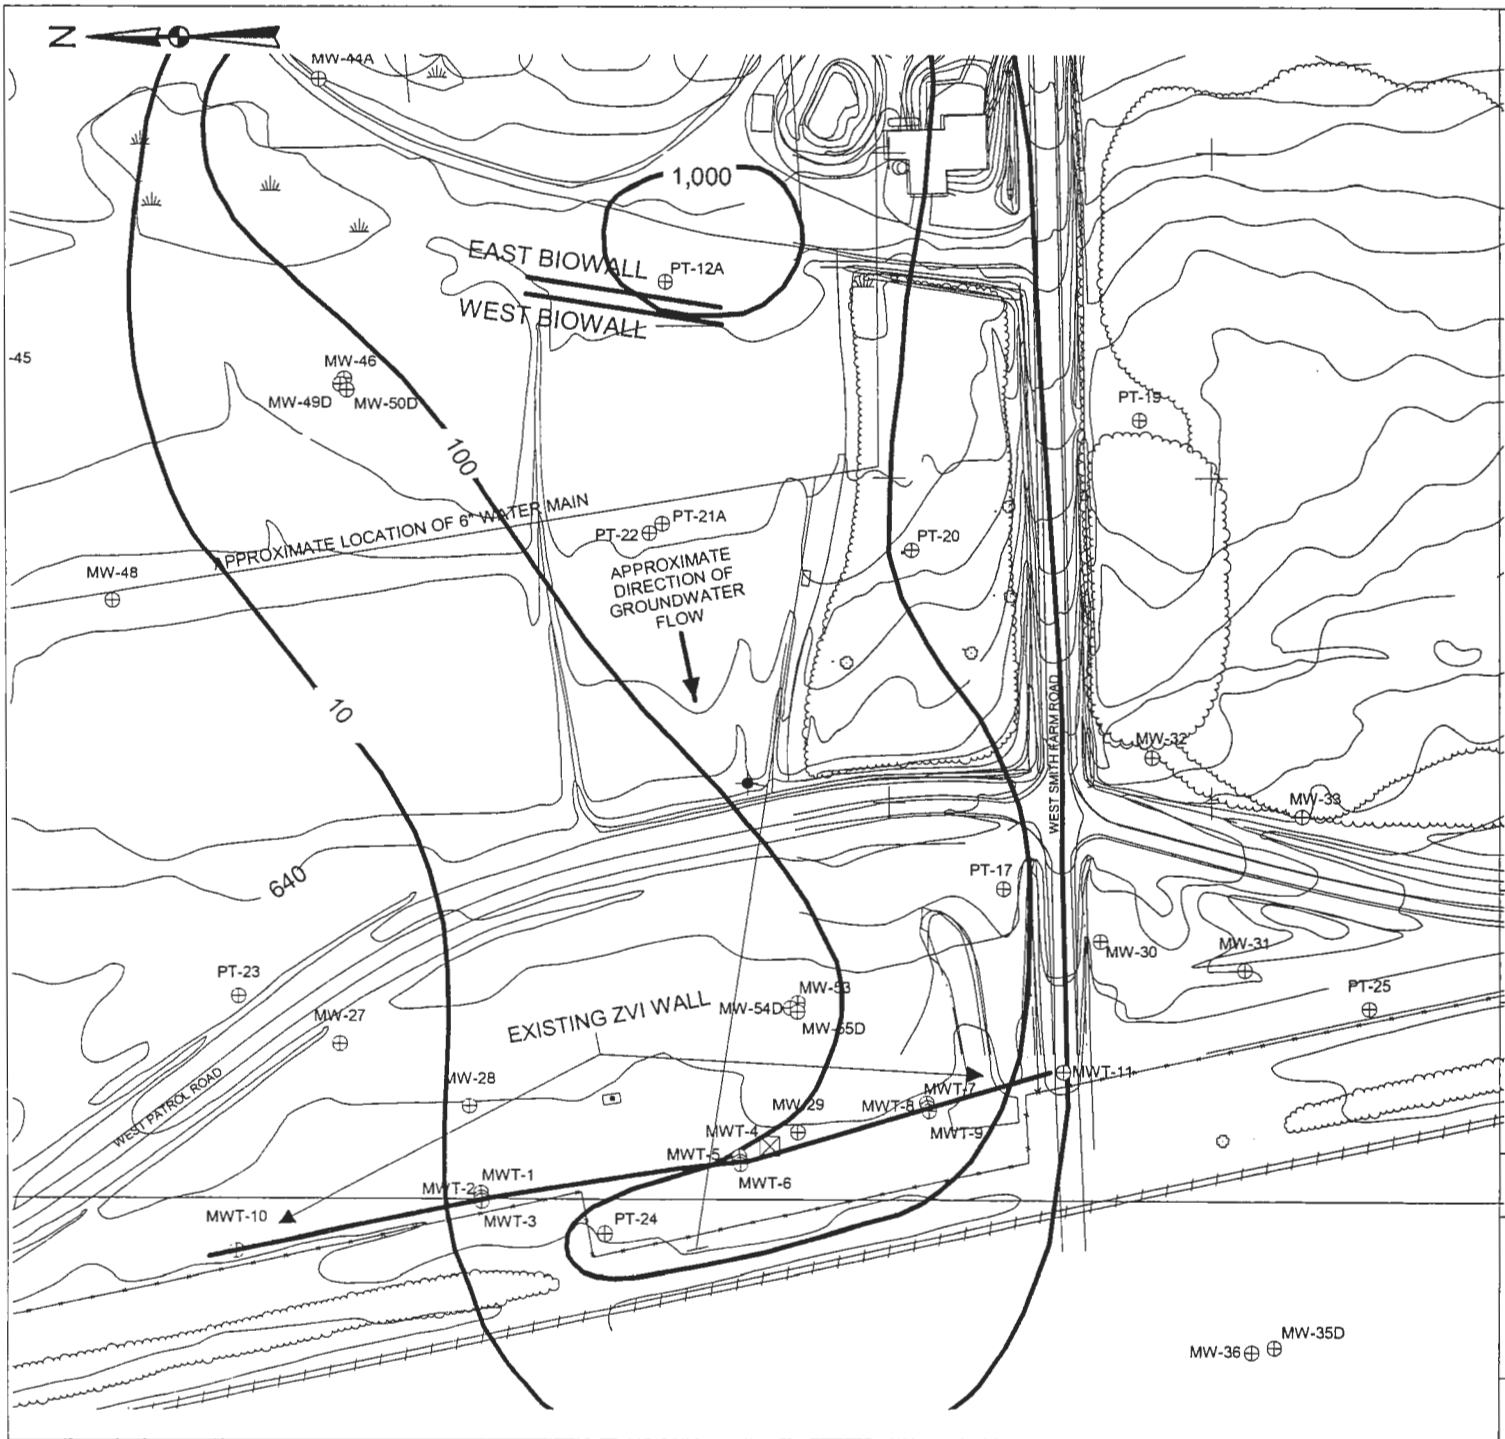 N
MW-44A
1,000
EAST BIOWALL
PT-12A
WEST BIOWALL
-45
MW-46
MW-49D
MW-50D
PT-19
100
APPROXIMATE LOCATION OF 6" WATER MAIN
PT-21A
PT-22
PT-20
APPROXIMATE
DIRECTION OF
GROUNDWATER
FLOW
MW-48
10
WEST SMITH FARM ROAD
MW-32
MW-33
640
PT-17
MW-30
MW-31
PT-23
MW-53
MW-54D
MW-55D
PT-25
EXISTING ZVI WALL
MW-27
WEST PATROL ROAD
MW-28
MWT-11
MWT-7
MWT-8
MWT-9
MW-29
MWT-4
MWT-5
MWT-6
MWT-1
MWT-2
MWT-3
MWT-10
PT-24
MW-35D
MW-36